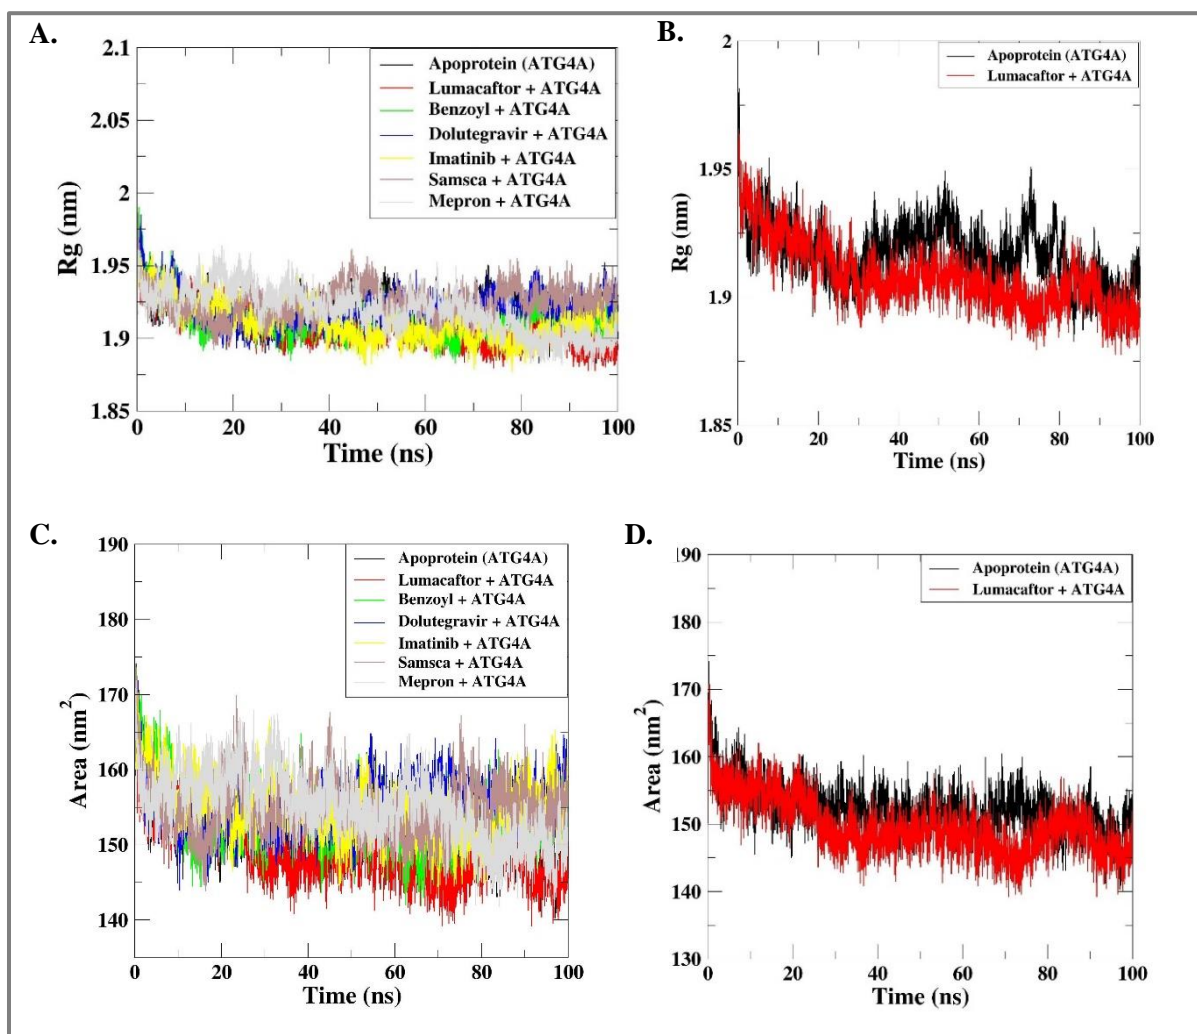 A.
2.1
2.05
2
1.95
1.9
1.85
Rg (nm)
0 20 40 60 80 100
Time (ns)
Apoprotein (ATG4A)
Lumacaftor + ATG4A
Benzoyl + ATG4A
Dolutegravir + ATG4A
Imatinib + ATG4A
Samsca + ATG4A
Mepron + ATG4A
B.
2
1.95
1.9
1.85
Rg (nm)
0 20 40 60 80 100
Time (ns)
Apoprotein (ATG4A)
Lumacaftor + ATG4A
C.
190
180
170
160
150
140
Area (nm²)
0 20 40 60 80 100
Time (ns)
Apoprotein (ATG4A)
Lumacaftor + ATG4A
Benzoyl + ATG4A
Dolutegravir + ATG4A
Imatinib + ATG4A
Samsca + ATG4A
Mepron + ATG4A
D.
190
180
170
160
150
140
130
Area (nm²)
0 20 40 60 80 100
Time (ns)
Apoprotein (ATG4A)
Lumacaftor + ATG4A